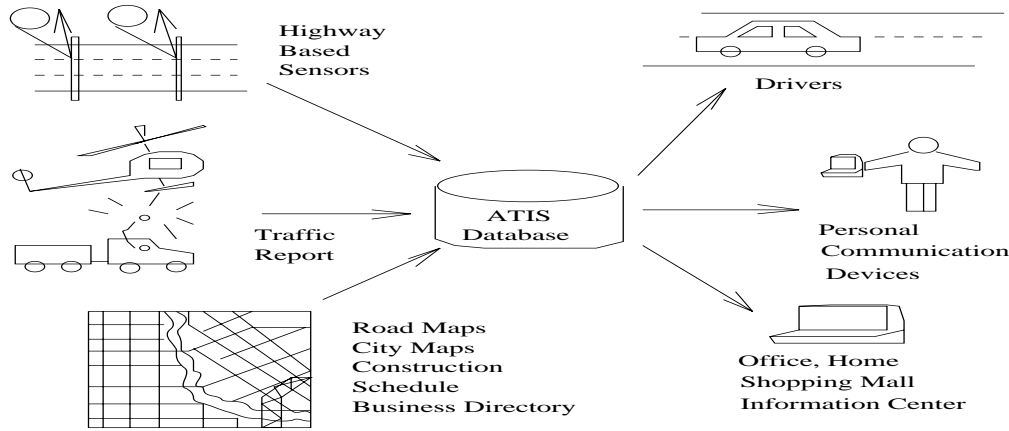 Highway
Based
Sensors
Traffic
Report
Road Maps
City Maps
Construction
Schedule
Business Directory
ATIS
Database
Drivers
Personal
Communication
Devices
Office, Home
Shopping Mall
Information Center